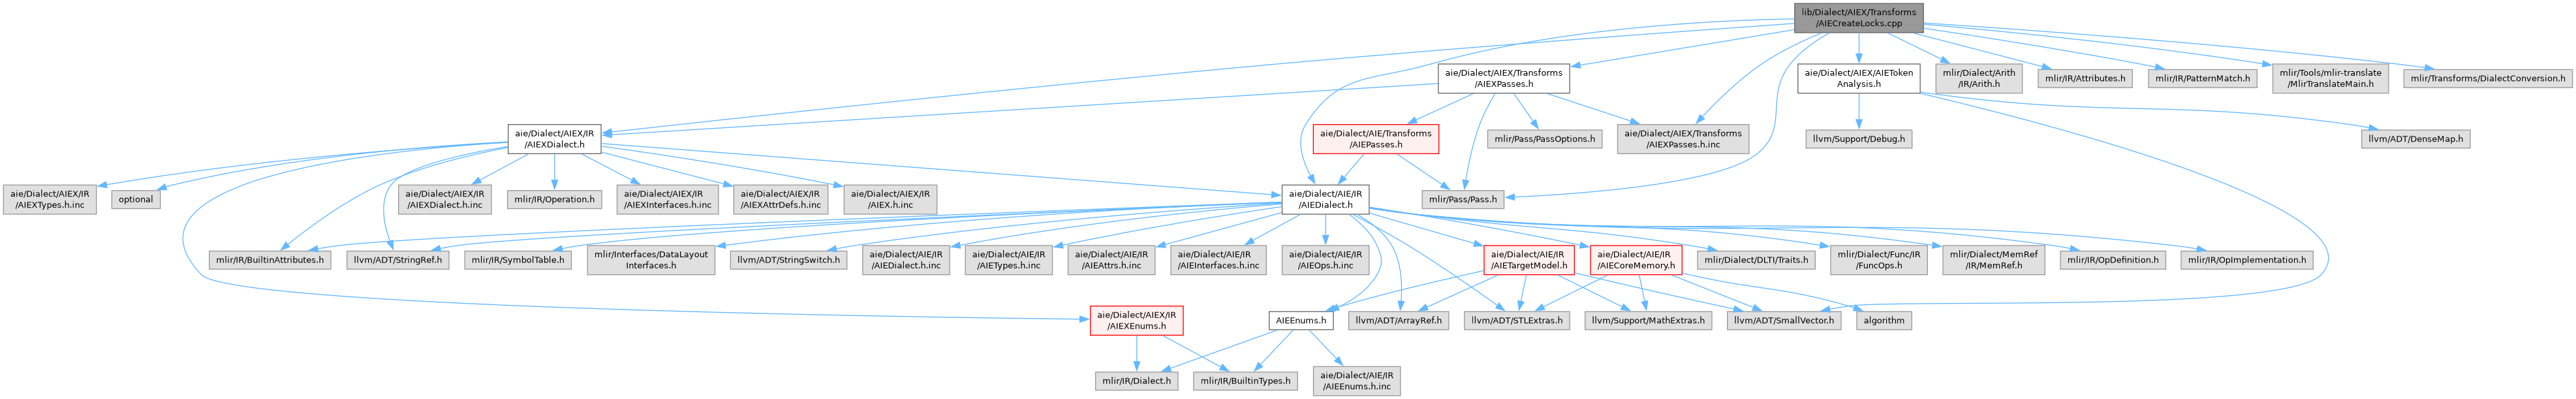 lib/Dialect/AIEX/Transforms
/AIECreateLocks.cpp
aie/Dialect/AIEX/Transforms
/AIEXPasses.h
aie/Dialect/AIEX/AIEToken
Analysis.h
mlir/Dialect/Arith
/IR/Arith.h
mlir/IR/Attributes.h
mlir/IR/PatternMatch.h
mlir/Tools/mlir-translate
/MlirTranslateMain.h
mlir/Transforms/DialectConversion.h
aie/Dialect/AIEX/IR
/AIEXDialect.h
aie/Dialect/AIE/Transforms
/AIEPasses.h
mlir/Pass/PassOptions.h
aie/Dialect/AIEX/Transforms
/AIEXPasses.h.inc
llvm/Support/Debug.h
llvm/ADT/DenseMap.h
aie/Dialect/AIEX/IR
/AIEXTypes.h.inc
optional
aie/Dialect/AIEX/IR
/AIEXDialect.h.inc
mlir/IR/Operation.h
aie/Dialect/AIEX/IR
/AIEXInterfaces.h.inc
aie/Dialect/AIEX/IR
/AIEXAttrDefs.h.inc
aie/Dialect/AIEX/IR
/AIEX.h.inc
aie/Dialect/AIE/IR
/AIEDialect.h
mlir/Pass/Pass.h
mlir/IR/BuiltinAttributes.h
llvm/ADT/StringRef.h
mlir/IR/SymbolTable.h
mlir/Interfaces/DataLayout
Interfaces.h
llvm/ADT/StringSwitch.h
aie/Dialect/AIE/IR
/AIEDialect.h.inc
aie/Dialect/AIE/IR
/AIETypes.h.inc
aie/Dialect/AIE/IR
/AIEAttrs.h.inc
aie/Dialect/AIE/IR
/AIEInterfaces.h.inc
aie/Dialect/AIE/IR
/AIEOps.h.inc
aie/Dialect/AIE/IR
/AIETargetModel.h
aie/Dialect/AIE/IR
/AIECoreMemory.h
mlir/Dialect/DLTI/Traits.h
mlir/Dialect/Func/IR
/FuncOps.h
mlir/Dialect/MemRef
/IR/MemRef.h
mlir/IR/OpDefinition.h
mlir/IR/OpImplementation.h
aie/Dialect/AIEX/IR
/AIEXEnums.h
AIEEnums.h
llvm/ADT/ArrayRef.h
llvm/ADT/STLExtras.h
llvm/Support/MathExtras.h
llvm/ADT/SmallVector.h
algorithm
mlir/IR/Dialect.h
mlir/IR/BuiltinTypes.h
aie/Dialect/AIE/IR
/AIEEnums.h.inc